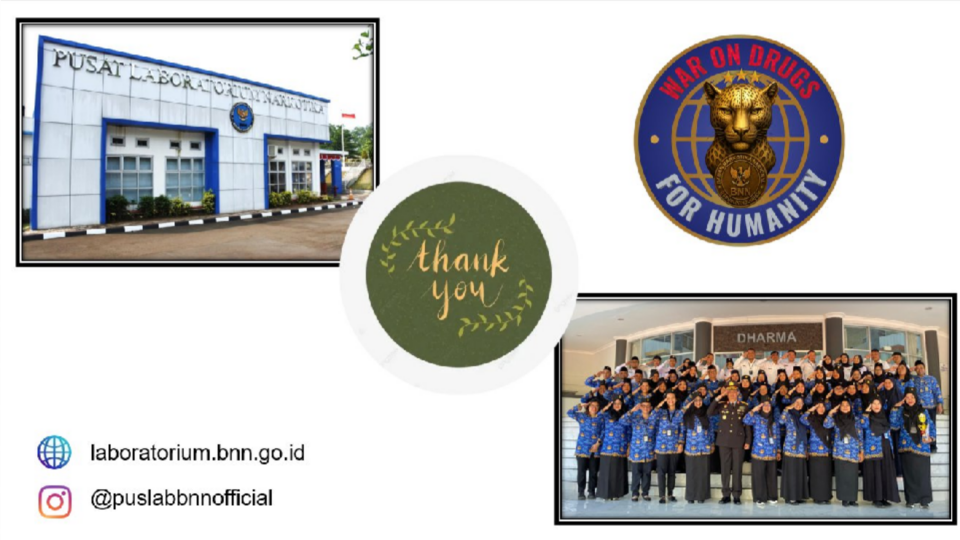 PUSAT LABORATORIUM NARKOTIKA
WAR ON DRUGS
BNN
FOR HUMANITY
thank
you
DHARMA
laboratorium.bnn.go.id
@puslabbnnofficial